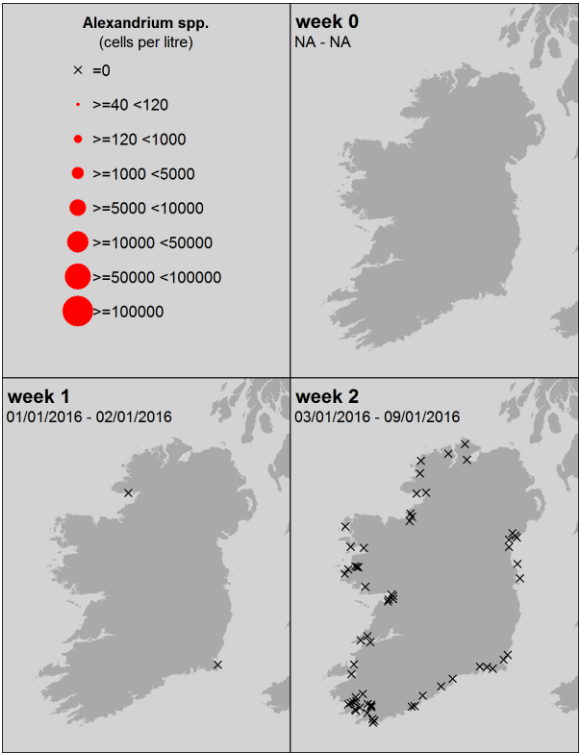 Alexandrium spp.
(cells per litre)
=0
>=40 <120
>=120 <1000
>=1000 <5000
>=5000 <10000
>=10000 <50000
>=50000 <100000
>=100000
week 0
NA - NA
week 1
01/01/2016 - 02/01/2016
week 2
03/01/2016 - 09/01/2016